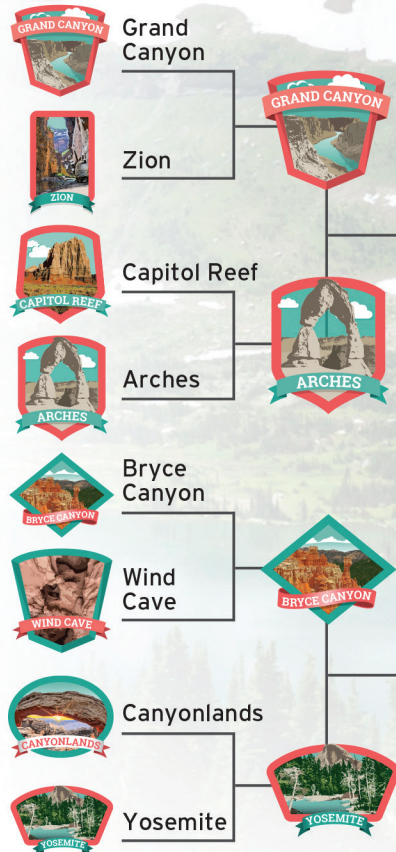 GRAND CANYON
Grand
Canyon
GRAND CANYON
ZION
Zion
CAPITOL REEF
Capitol Reef
ARCHES
Arches
ARCHES
BRYCE CANYON
Bryce
Canyon
BRYCE CANYON
WIND CAVE
Wind
Cave
CANYONLANDS
Canyonlands
YOSEMITE
Yosemite
YOSEMITE